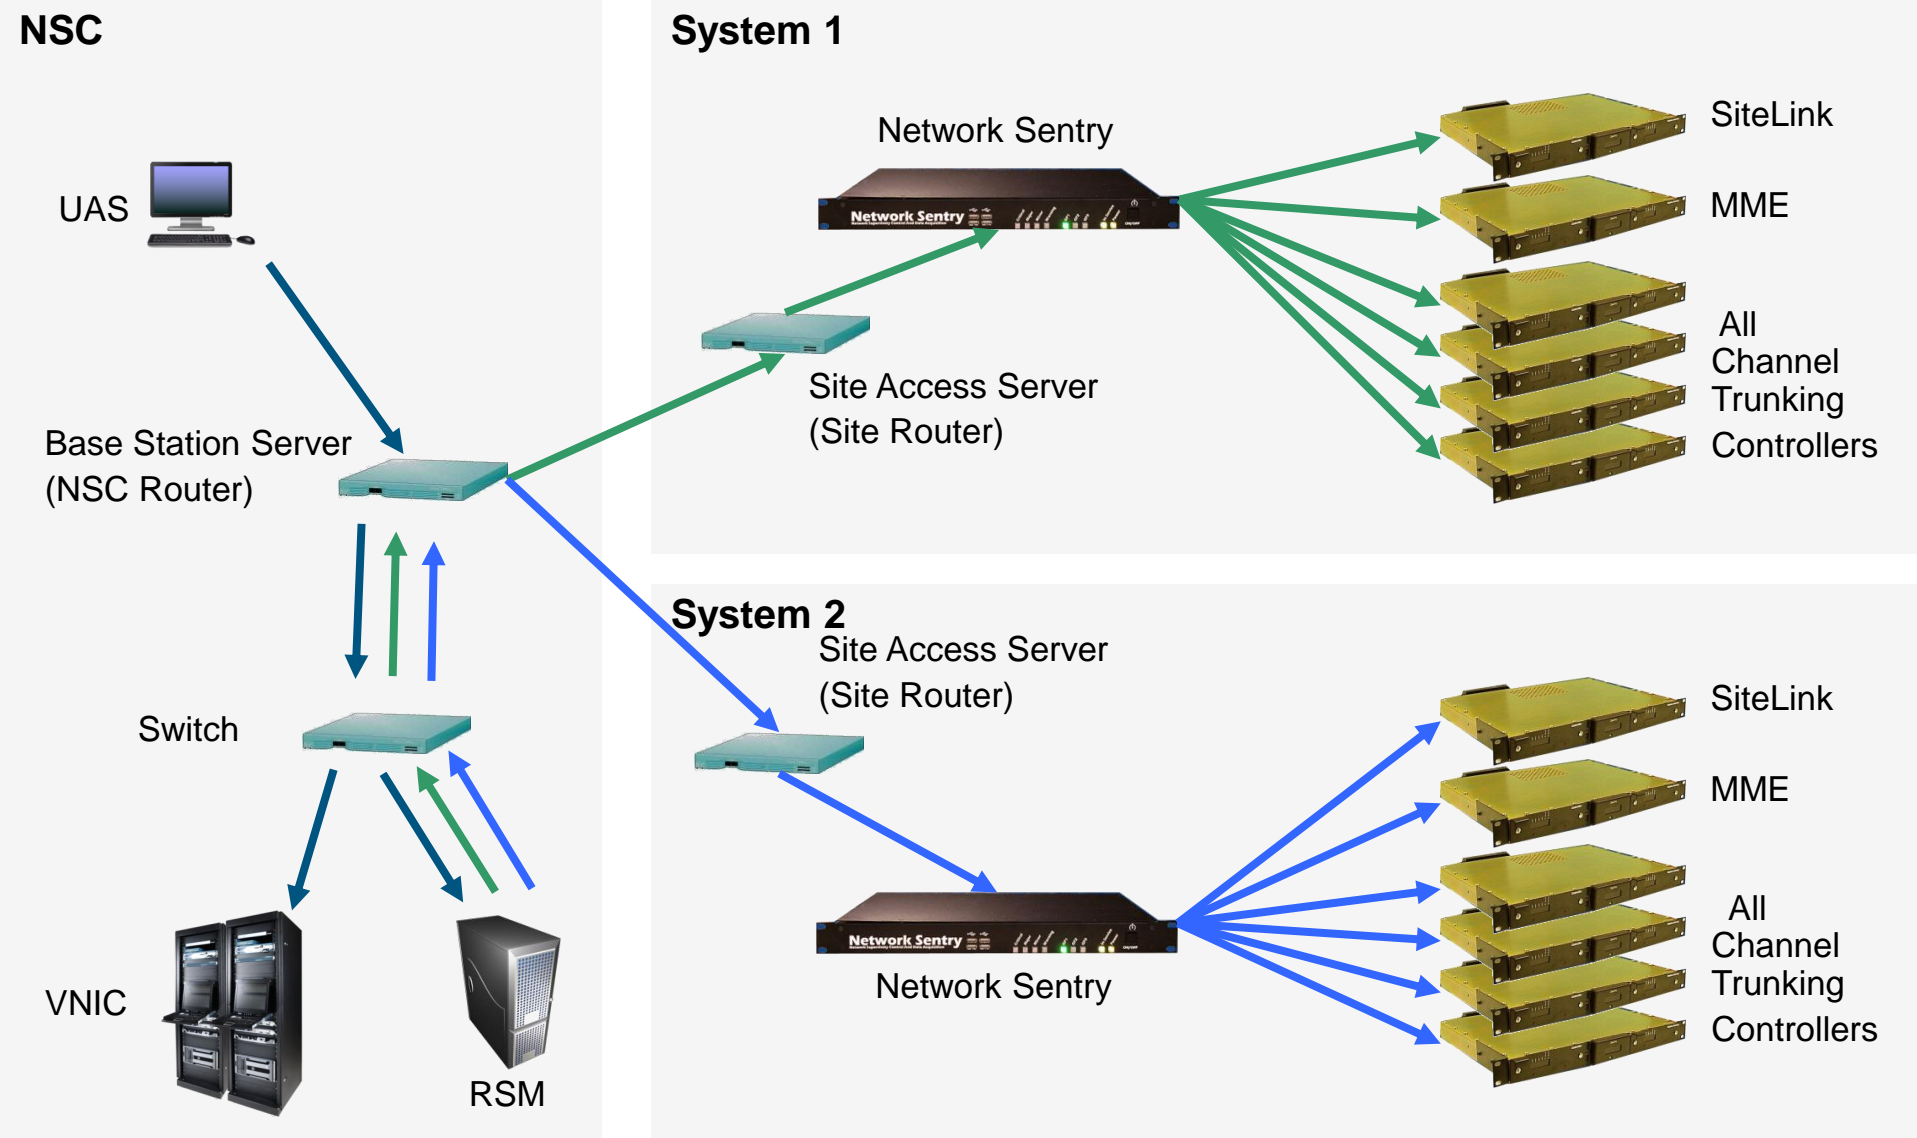 NSC
UAS
Base Station Server
(NSC Router)
Switch
VNIC
RSM
System 1
Network Sentry
Network Sentry
Site Access Server
(Site Router)
SiteLink
MME
All
Channel
Trunking
Controllers
System 2
Site Access Server
(Site Router)
Network Sentry
Network Sentry
SiteLink
MME
All
Channel
Trunking
Controllers